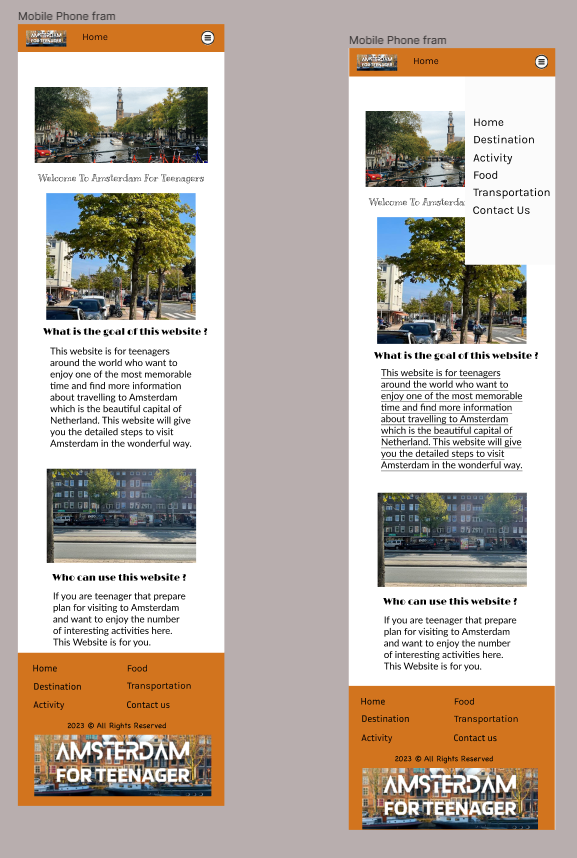 Mobile Phone fram
AMSTERDAM
FOR TEENAGER
Home
Welcome To Amsterdam For Teenagers
What is the goal of this website ?
This website is for teenagers
around the world who want to
enjoy one of the most memorable
time and find more information
about travelling to Amsterdam
which is the beautiful capital of
Netherland. This website will give
you the detailed steps to visit
Amsterdam in the wonderful way.
Who can use this website ?
If you are teenager that prepare
plan for visiting to Amsterdam
and want to enjoy the number
of interesting activities here.
This Website is for you.
Home
Food
Destination
Transportation
Activity
Contact us
2023 © All Rights Reserved
AMSTERDAM
FOR TEENAGER
Mobile Phone fram
AMSTERDAM
FOR TEENAGER
Home
Home
Destination
Activity
Food
Transportation
Contact Us
Welcome To Amsterda
What is the goal of this website ?
This website is for teenagers
around the world who want to
enjoy one of the most memorable
time and find more information
about travelling to Amsterdam
which is the beautiful capital of
Netherland. This website will give
you the detailed steps to visit
Amsterdam in the wonderful way.
Who can use this website ?
If you are teenager that prepare
plan for visiting to Amsterdam
and want to enjoy the number
of interesting activities here.
This Website is for you.
Home
Food
Destination
Transportation
Activity
Contact us
2023 © All Rights Reserved
AMSTERDAM
FOR TEENAGER